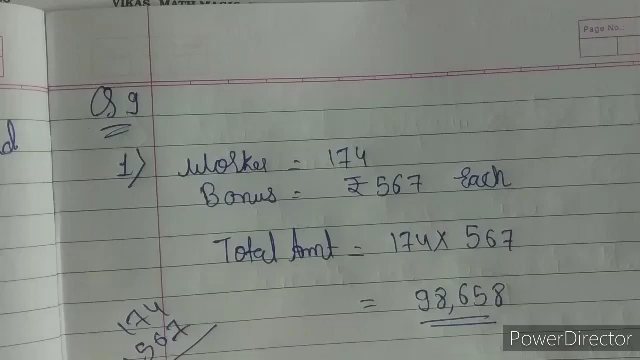 VIKAS MATH MAGIC
Page No.:
Q 9
d
1) Worker = 174
Bonus = ₹ 567 Each
Total Amt = 174 x 567
= 98,658
174
567
PowerDirector